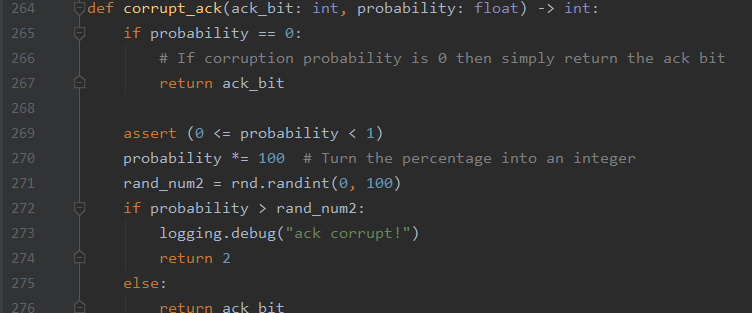 264 def corrupt_ack(ack_bit: int, probability: float) -> int:
265     if probability == 0:
266         # If corruption probability is 0 then simply return the ack bit
267         return ack_bit
268
269     assert (0 <= probability < 1)
270     probability *= 100  # Turn the percentage into an integer
271     rand_num2 = rnd.randint(0, 100)
272     if probability > rand_num2:
273         logging.debug("ack corrupt!")
274         return 2
275     else:
276         return ack_bit